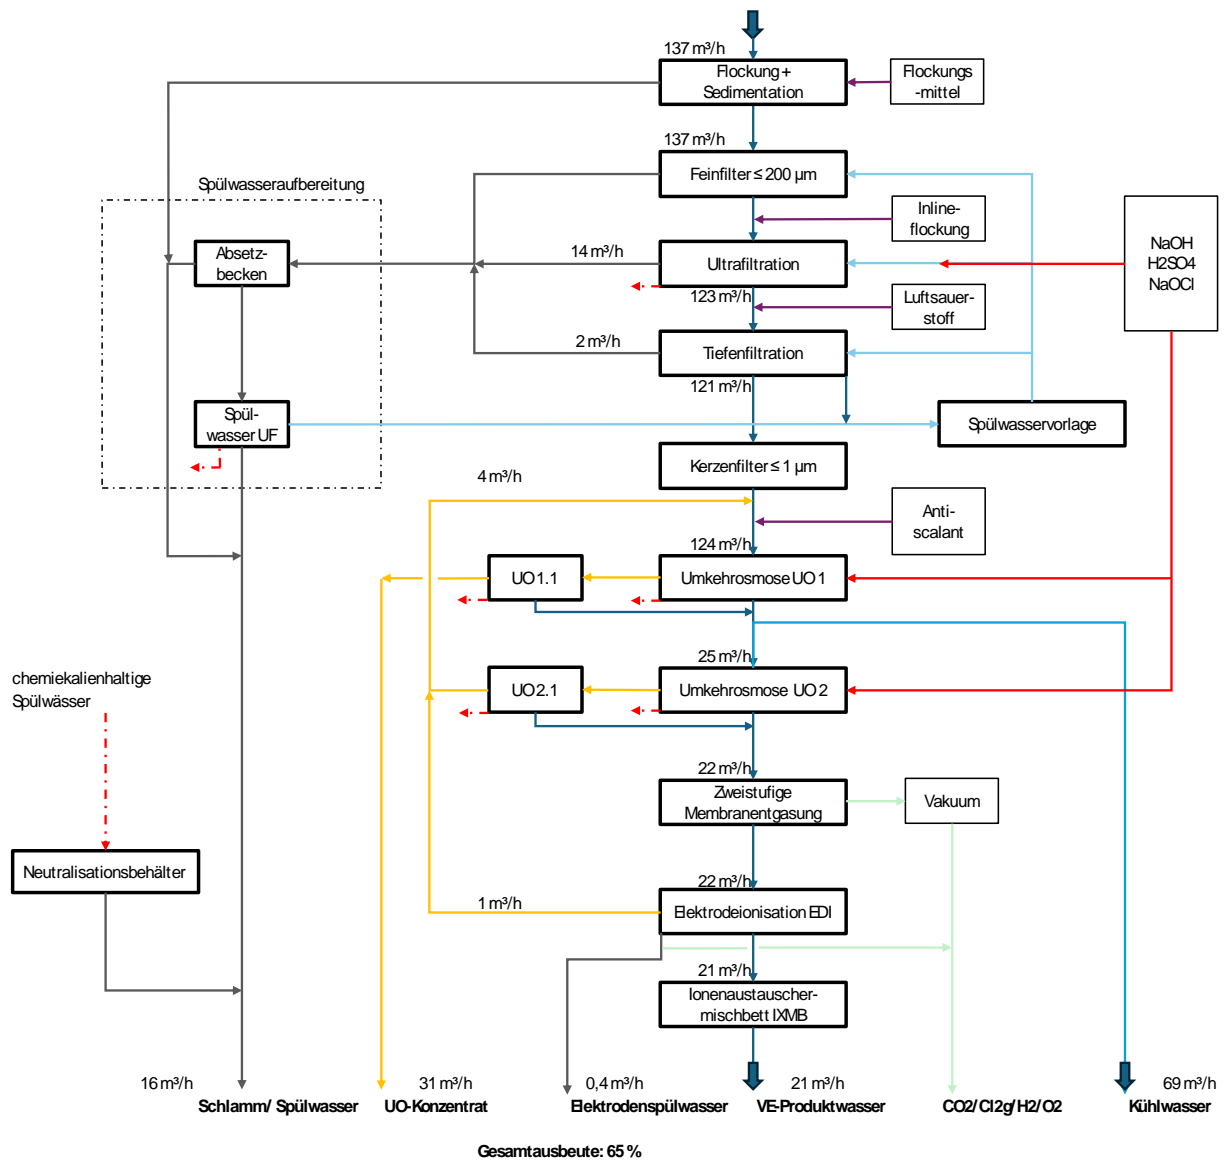 137 m³/h
Flockung +
Sedimentation
Flockungs
-mittel
137 m³/h
Feinfilter ≤ 200 µm
Spülwasseraufbereitung
Inline-
flockung
NaOH
H2SO4
NaOCl
Absetz-
becken
14 m³/h
Ultrafiltration
123 m³/h
Luftsauer-
stoff
2 m³/h
Tiefenfiltration
121 m³/h
Spül-
wasser UF
Spülwasservorlage
Kerzenfilter ≤ 1 µm
4 m³/h
Anti-
scalant
124 m³/h
UO 1.1
Umkehrosmose UO 1
25 m³/h
chemiekalienhaltige
Spülwässer
UO 2.1
Umkehrosmose UO 2
22 m³/h
Zweistufige
Membranentgasung
Vakuum
Neutralisationsbehälter
22 m³/h
1 m³/h
Elektrodeionisation EDI
21 m³/h
Ionenaustauscher-
mischbett IXMB
16 m³/h
31 m³/h
0,4 m³/h
21 m³/h
69 m³/h
Schlamm/ Spülwasser
UO-Konzentrat
Elektrodenspülwasser
VE-Produktwasser
CO2/Cl2g/H2/O2
Kühlwasser
Gesamtausbeute: 65 %